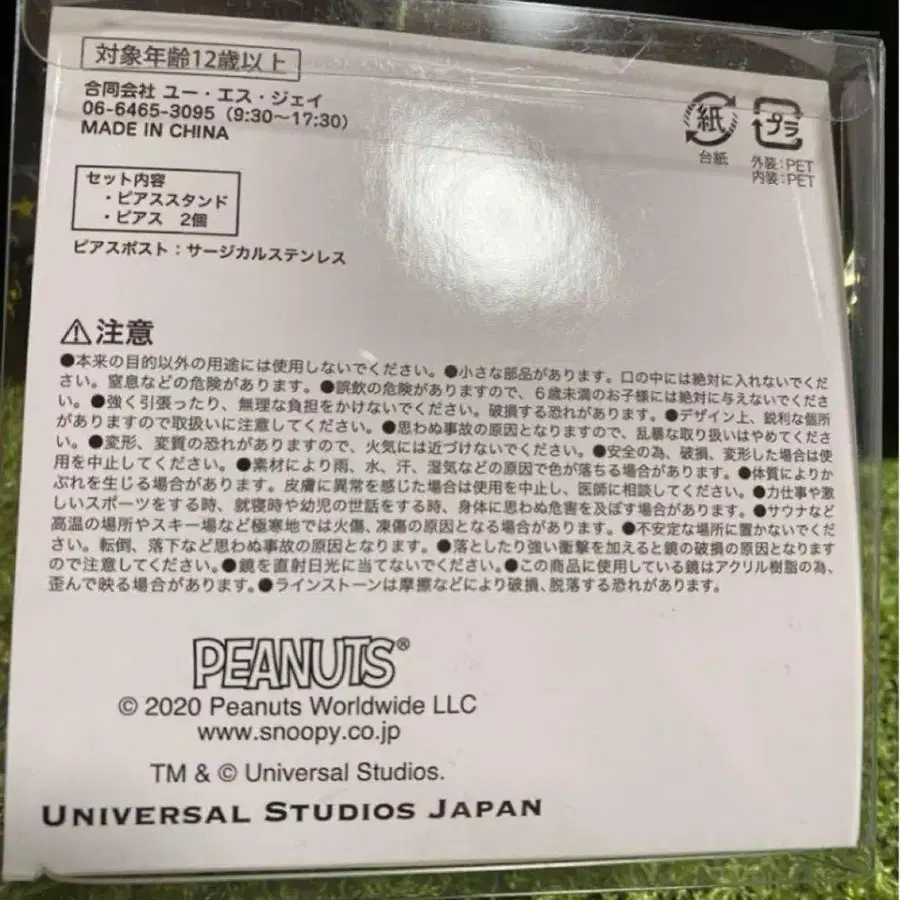 対象年齢12歳以上
合同会社 ユー・エス・ジェイ
06-6465-3095（9:30～17:30）
MADE IN CHINA
紙
プラ
台紙
外装：PET
内装：PET
セット内容
・ピアススタンド
・ピアス 2個
ピアスポスト：サージカルステンレス
⚠注意
●本来の目的以外の用途には使用しないでください。●小さな部品があります。口の中には絶対に入れないでくだ
さい。窒息などの危険があります。●誤飲の危険がありますので、6歳未満のお子様には絶対に与えないでくださ
い。●強く引張ったり、無理な負担をかけないでください。破損する恐れがあります。●デザイン上、鋭利な個所
がありますので取扱いに注意してください。●思わぬ事故の原因となりますので、乱暴な取り扱いはやめてくださ
い。●変形、変質の恐れがありますので、火気には近づけないでください。●安全の為、破損、変形した場合は使
用を中止してください。●素材により雨、水、汗、湿気などの原因で色が落ちる場合があります。●体質によりか
ぶれを生じる場合があります。皮膚に異常を感じた場合は使用を中止し、医師に相談してください。●力仕事や激
しいスポーツをする時、就寝時や幼児の世話をする時、身体に思わぬ危害を及ぼす場合があります。●サウナなど
高温の場所やスキー場など極寒地では火傷、凍傷の原因となる場合があります。●不安定な場所に置かないでくだ
さい。転倒、落下など思わぬ事故の原因となります。●落としたり強い衝撃を加えると鏡の破損の原因となります
ので注意してください。●鏡を直射日光に当てないでください。●この商品に使用している鏡はアクリル樹脂の為、
歪んで映る場合があります。●ラインストーンは摩擦などにより破損、脱落する恐れがあります。
PEANUTS®
© 2020 Peanuts Worldwide LLC
www.snoopy.co.jp
TM & © Universal Studios.
UNIVERSAL STUDIOS JAPAN